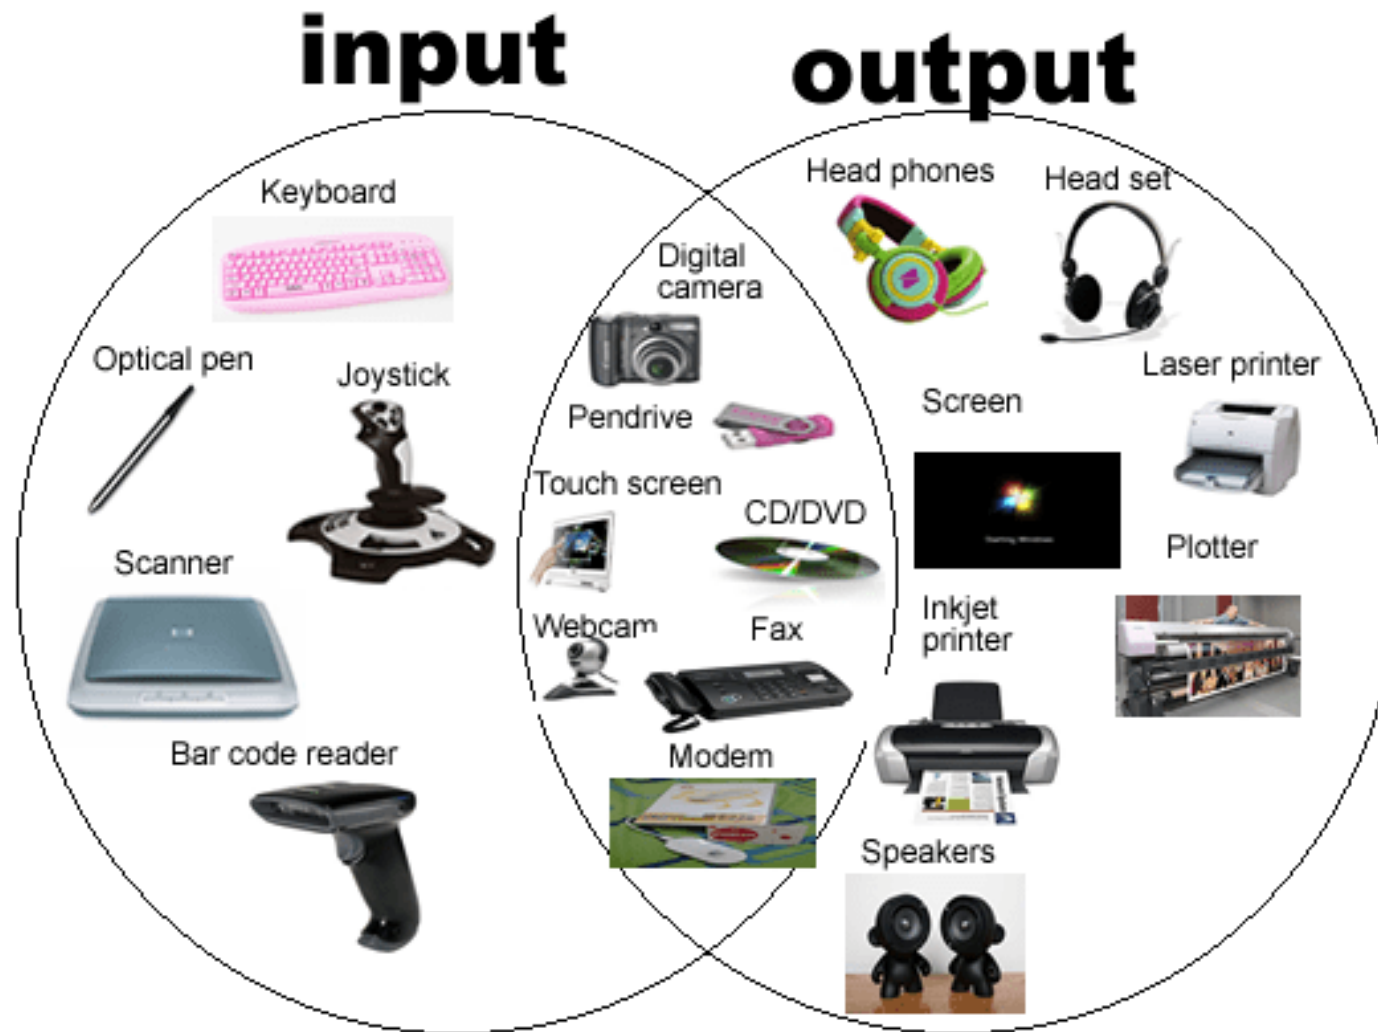 input
output
Keyboard
Optical pen
Joystick
Scanner
Bar code reader
Digital
camera
Pendrive
Touch screen
CD/DVD
Webcam
Fax
Modem
Head phones
Head set
Screen
Laser printer
Plotter
Inkjet
printer
Speakers